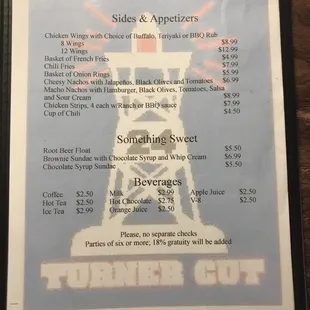 Sides & Appetizers
Chicken Wings with Choice of Buffalo, Teriyaki or BBQ Rub
8 Wings $8.99
12 Wings $12.99
Basket of French Fries $4.99
Chili Fries $7.99
Basket of Onion Rings $5.99
Cheesy Nachos with Jalapeños, Black Olives and Tomatoes $6.99
Macho Nachos with Hamburger, Black Olives, Tomatoes, Salsa
and Sour Cream $8.99
Chicken Strips, 4 each w/Ranch or BBQ sauce $7.99
Cup of Chili $4.50
Something Sweet
24
Root Beer Float $5.50
Brownie Sundae with Chocolate Syrup and Whip Cream $6.99
Chocolate Syrup Sundae $5.50
Beverages
Coffee $2.50 Milk $2.99 Apple Juice $2.50
Hot Tea $2.50 Hot Chocolate $2.75 V-8 $2.50
Ice Tea $2.99 Orange Juice $2.50
Please, no separate checks
Parties of six or more; 18% gratuity will be added
TURNER CUT